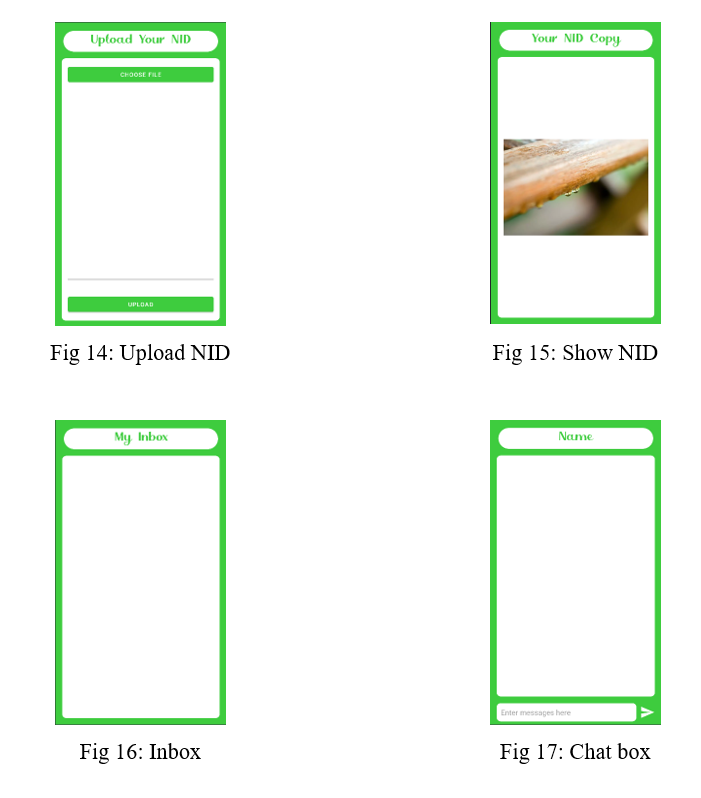 Upload Your NID
CHOOSE FILE
UPLOAD
Fig 14: Upload NID
Your NID Copy
Fig 15: Show NID
My Inbox
Fig 16: Inbox
Name
Enter messages here
Fig 17: Chat box